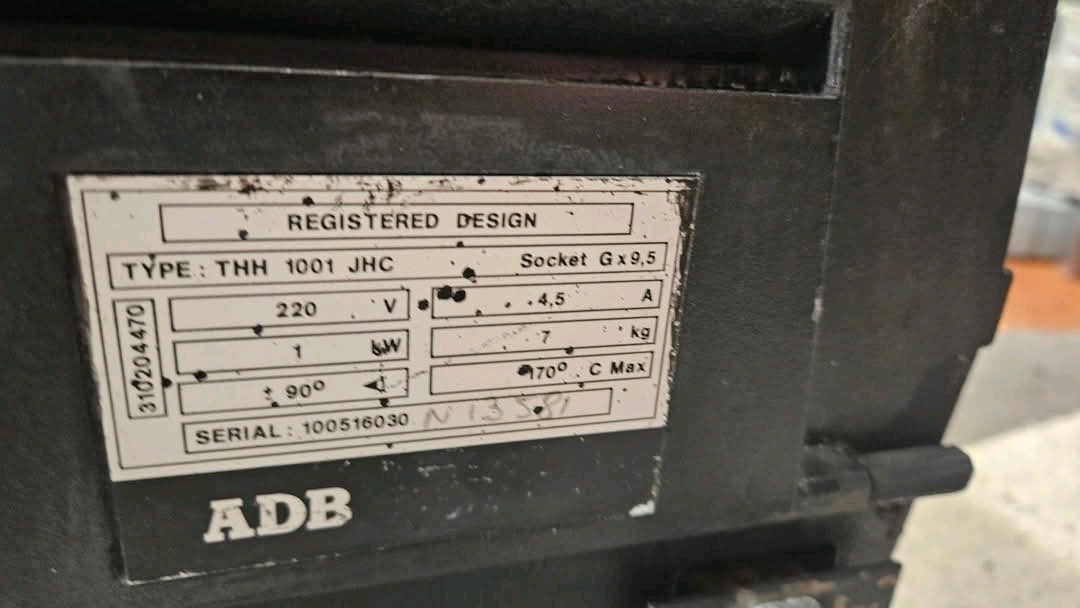 REGISTERED DESIGN
TYPE: THH 1001 JHC Socket Gx9,5
310204470
220 V 4,5 A
1 kW 7 kg
± 90° 170° C Max
SERIAL: 100516030
ADB